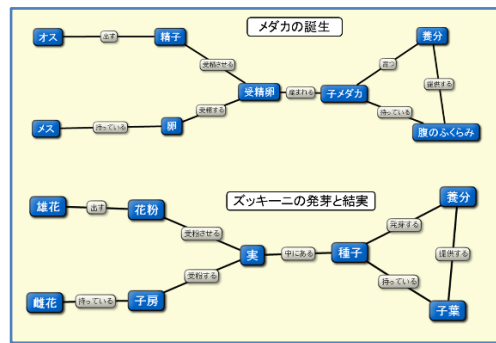 メダカの誕生
オス
出す
精子
受精させる
メス
持っている
卵
受精する
受精卵
産まれる
子メダカ
育つ
養分
提供する
持っている
腹のふくらみ
ズッキーニの発芽と結実
雄花
出す
花粉
受粉させる
雌花
持っている
子房
受粉する
実
中にある
種子
発芽する
養分
提供する
持っている
子葉